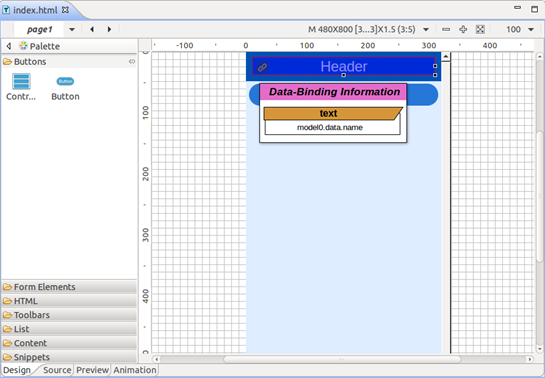 index.html
page1
M 480X800 [3...3]X1.5 (3:5)
100
Palette
Buttons
Contr...
Button
Form Elements
HTML
Toolbars
List
Content
Snippets
-100
0
100
200
300
400
0
100
200
300
400
Header
Data-Binding Information
text
model0.data.name
Design
Source
Preview
Animation